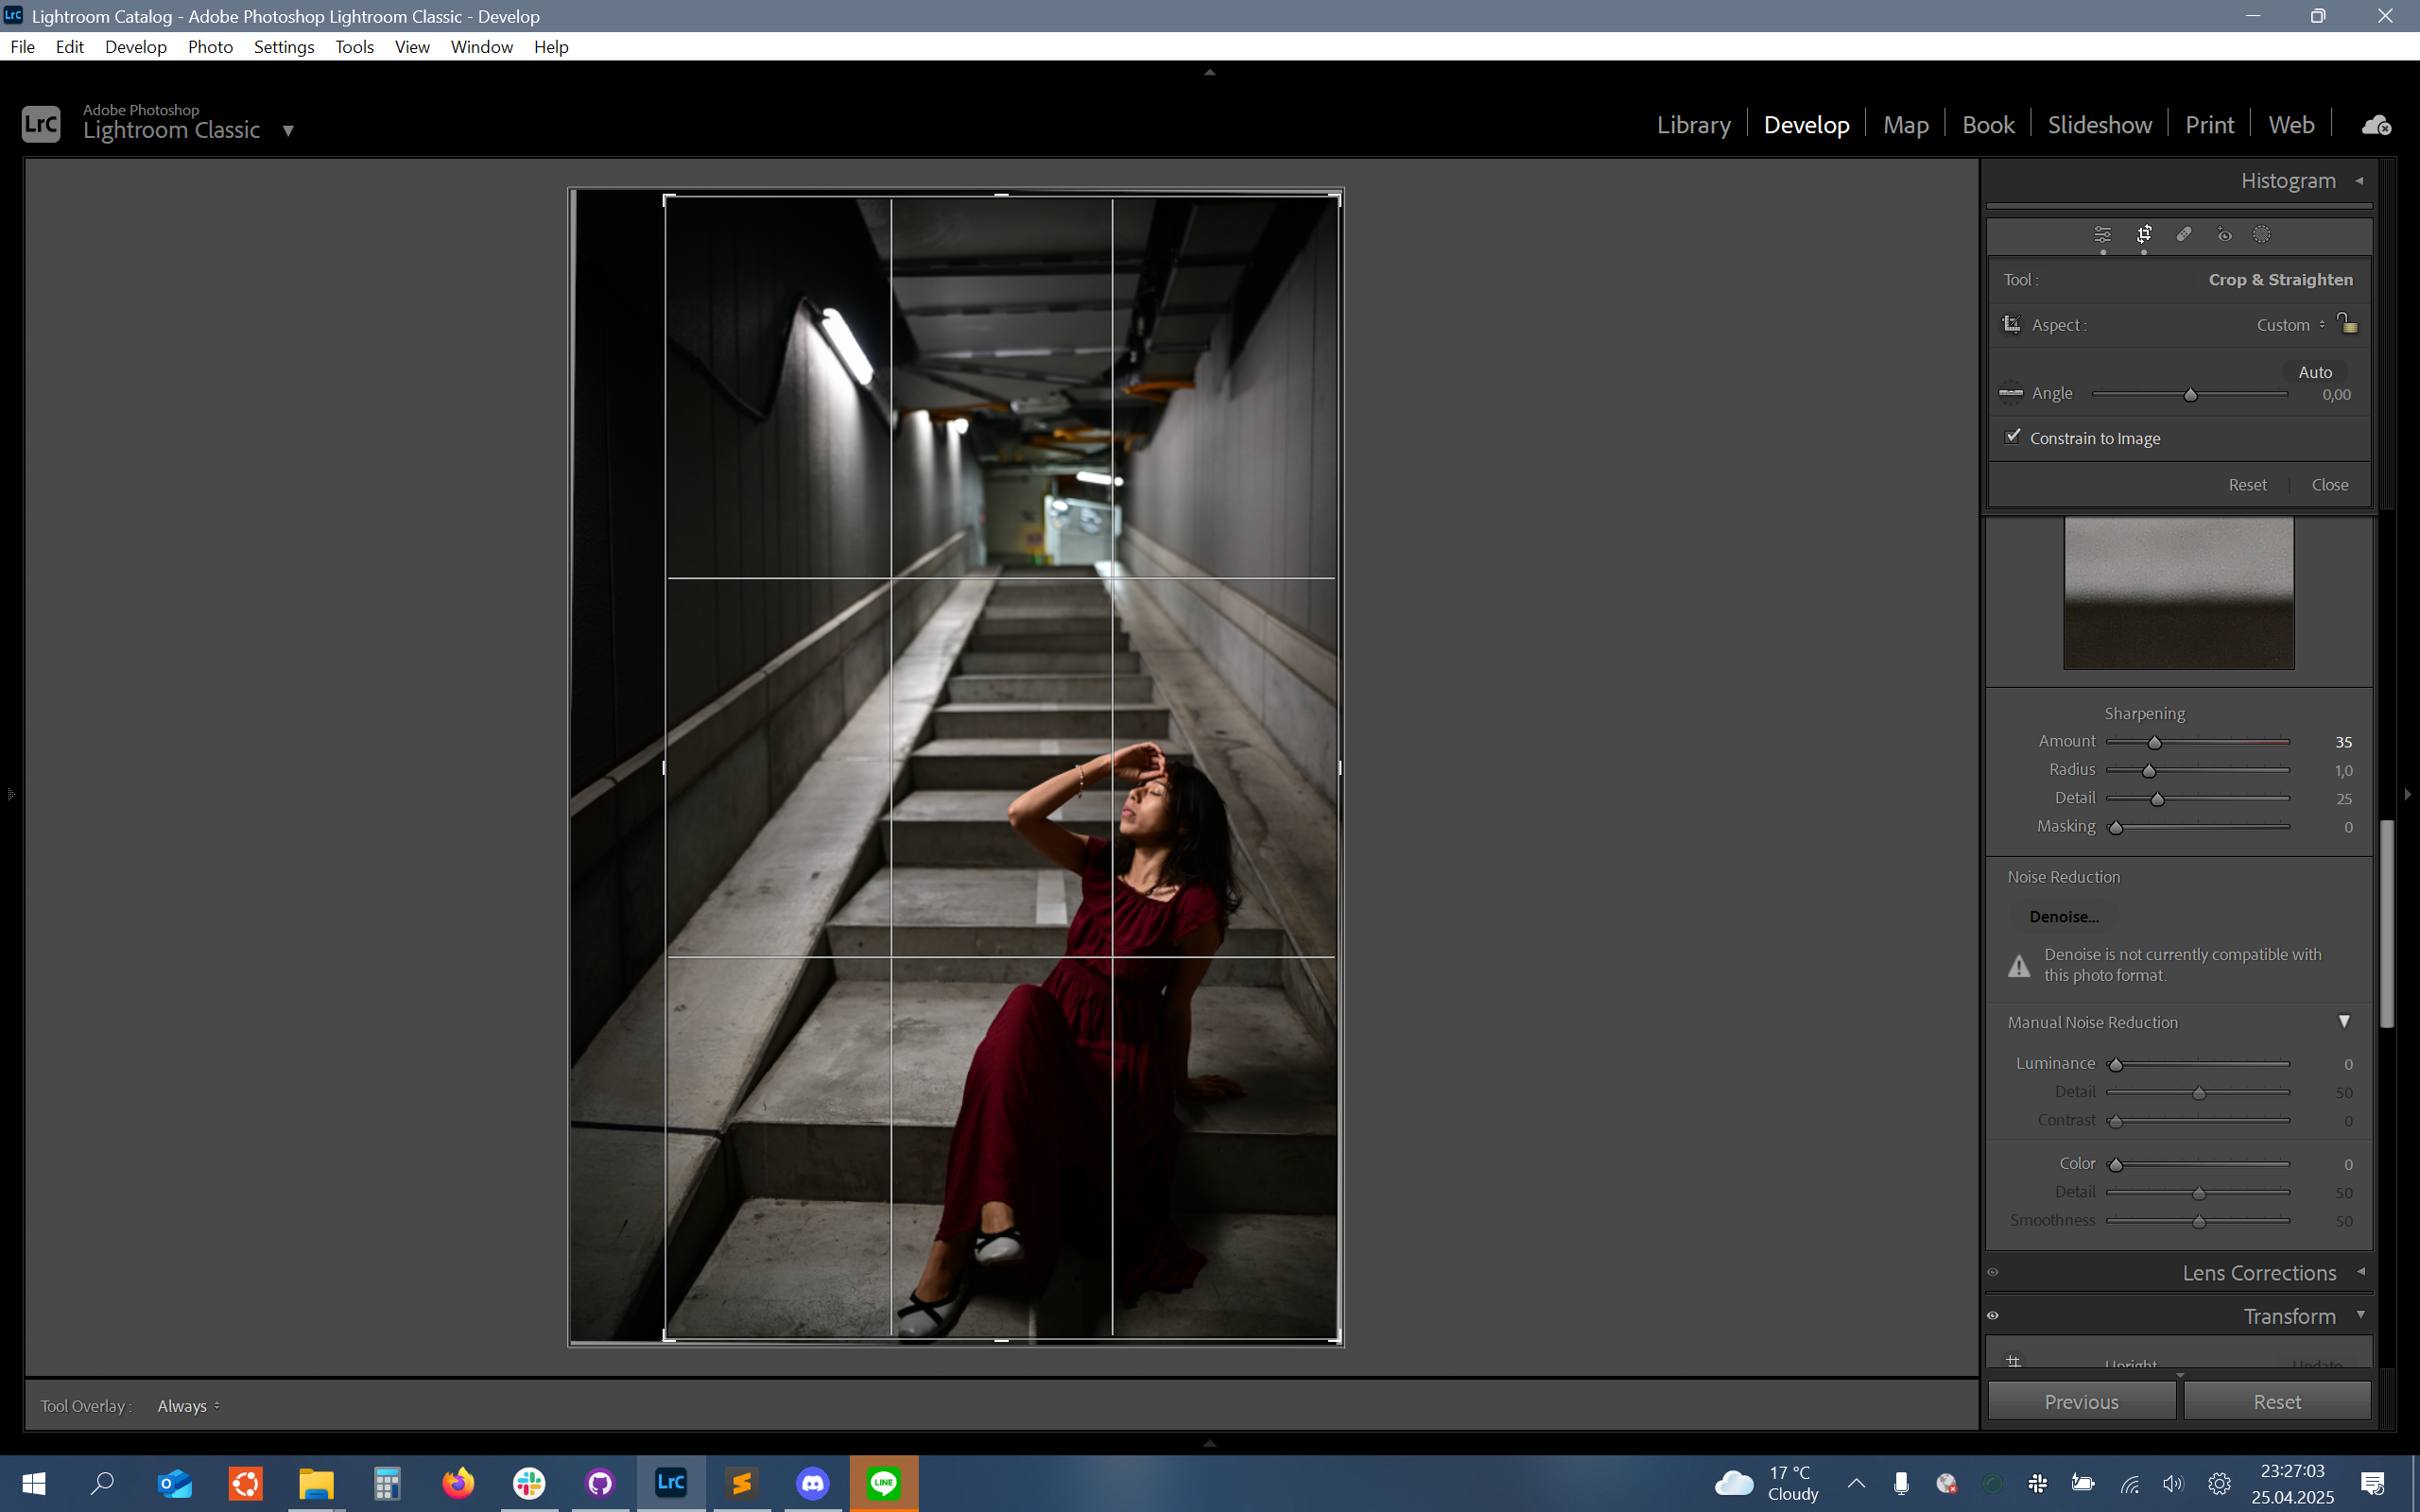 LrC Lightroom Catalog - Adobe Photoshop Lightroom Classic - Develop
File Edit Develop Photo Settings Tools View Window Help
LrC
Adobe Photoshop
Lightroom Classic
Library Develop Map Book Slideshow Print Web
Histogram
Tool : Crop & Straighten
Aspect : Custom
Auto
Angle 0,00
Constrain to Image
Reset Close
Sharpening
Amount 35
Radius 1,0
Detail 25
Masking 0
Noise Reduction
Denoise...
Denoise is not currently compatible with
this photo format.
Manual Noise Reduction
Luminance 0
Detail 50
Contrast 0
Color 0
Detail 50
Smoothness 50
Lens Corrections
Transform
Upright Update
Previous Reset
Tool Overlay : Always
LrC
LINE
17 °C
Cloudy
23:27:03
25.04.2025